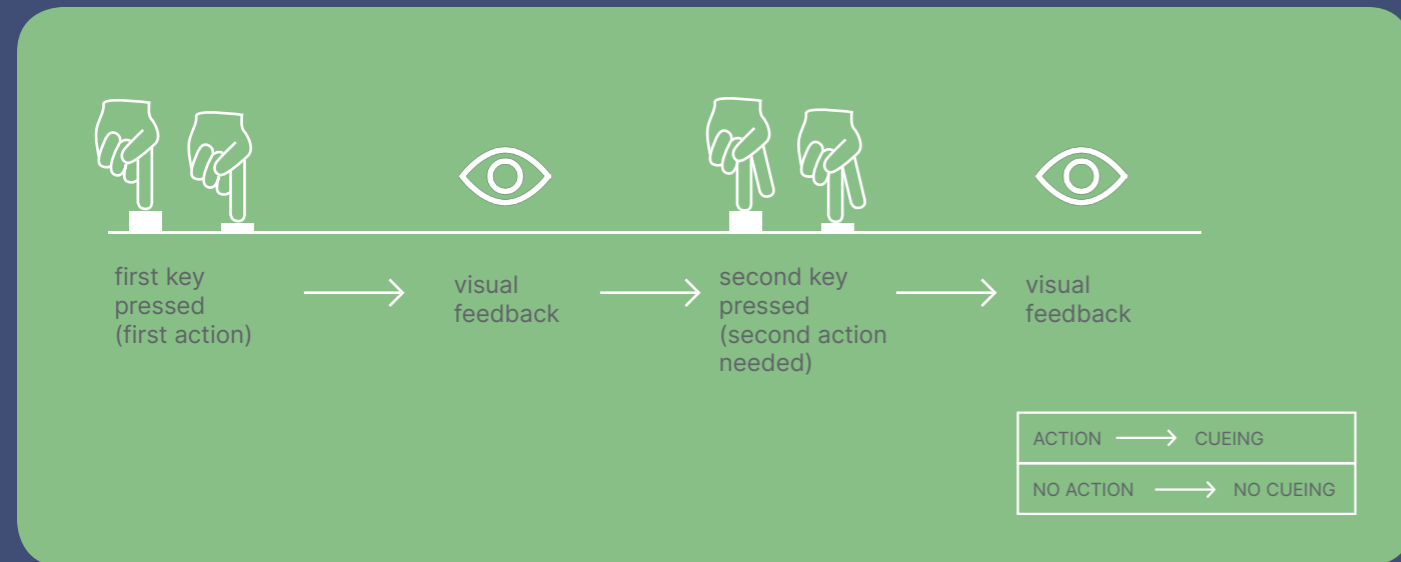 first key
pressed
(first action)
visual
feedback
second key
pressed
(second action
needed)
visual
feedback
ACTION CUEING
NO ACTION NO CUEING